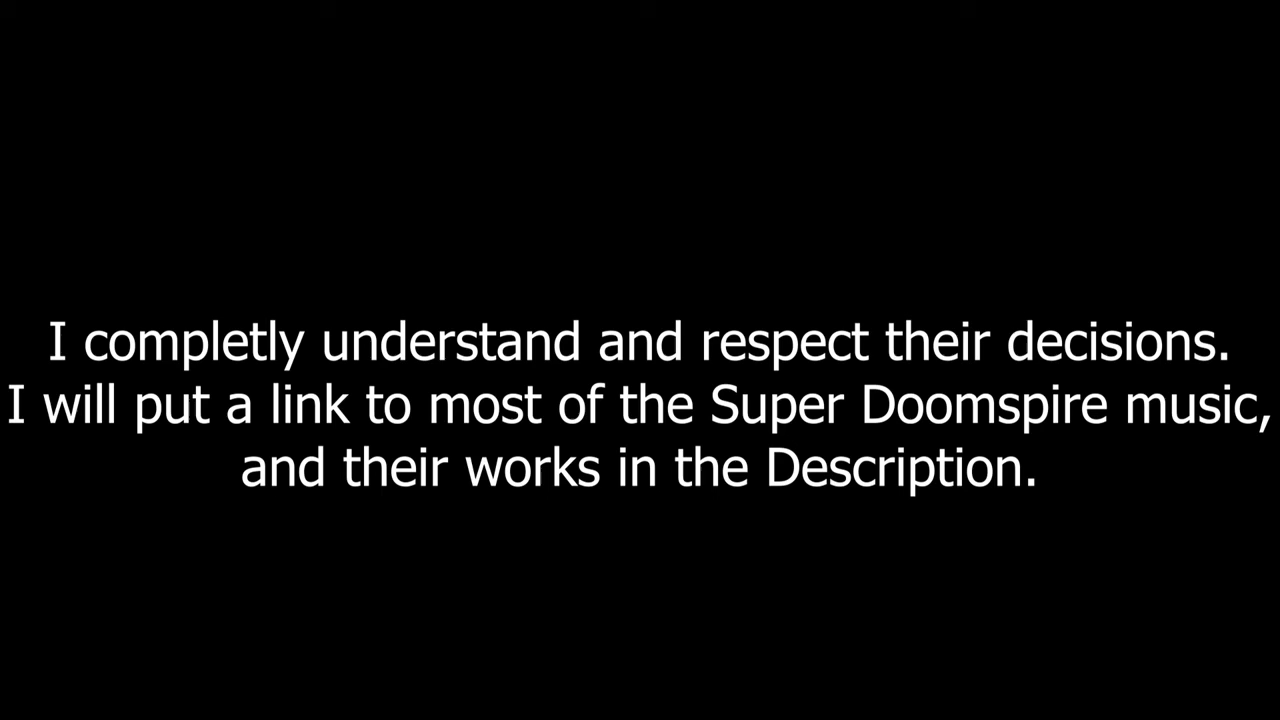 I completly understand and respect their decisions.
I will put a link to most of the Super Doomspire music,
and their works in the Description.